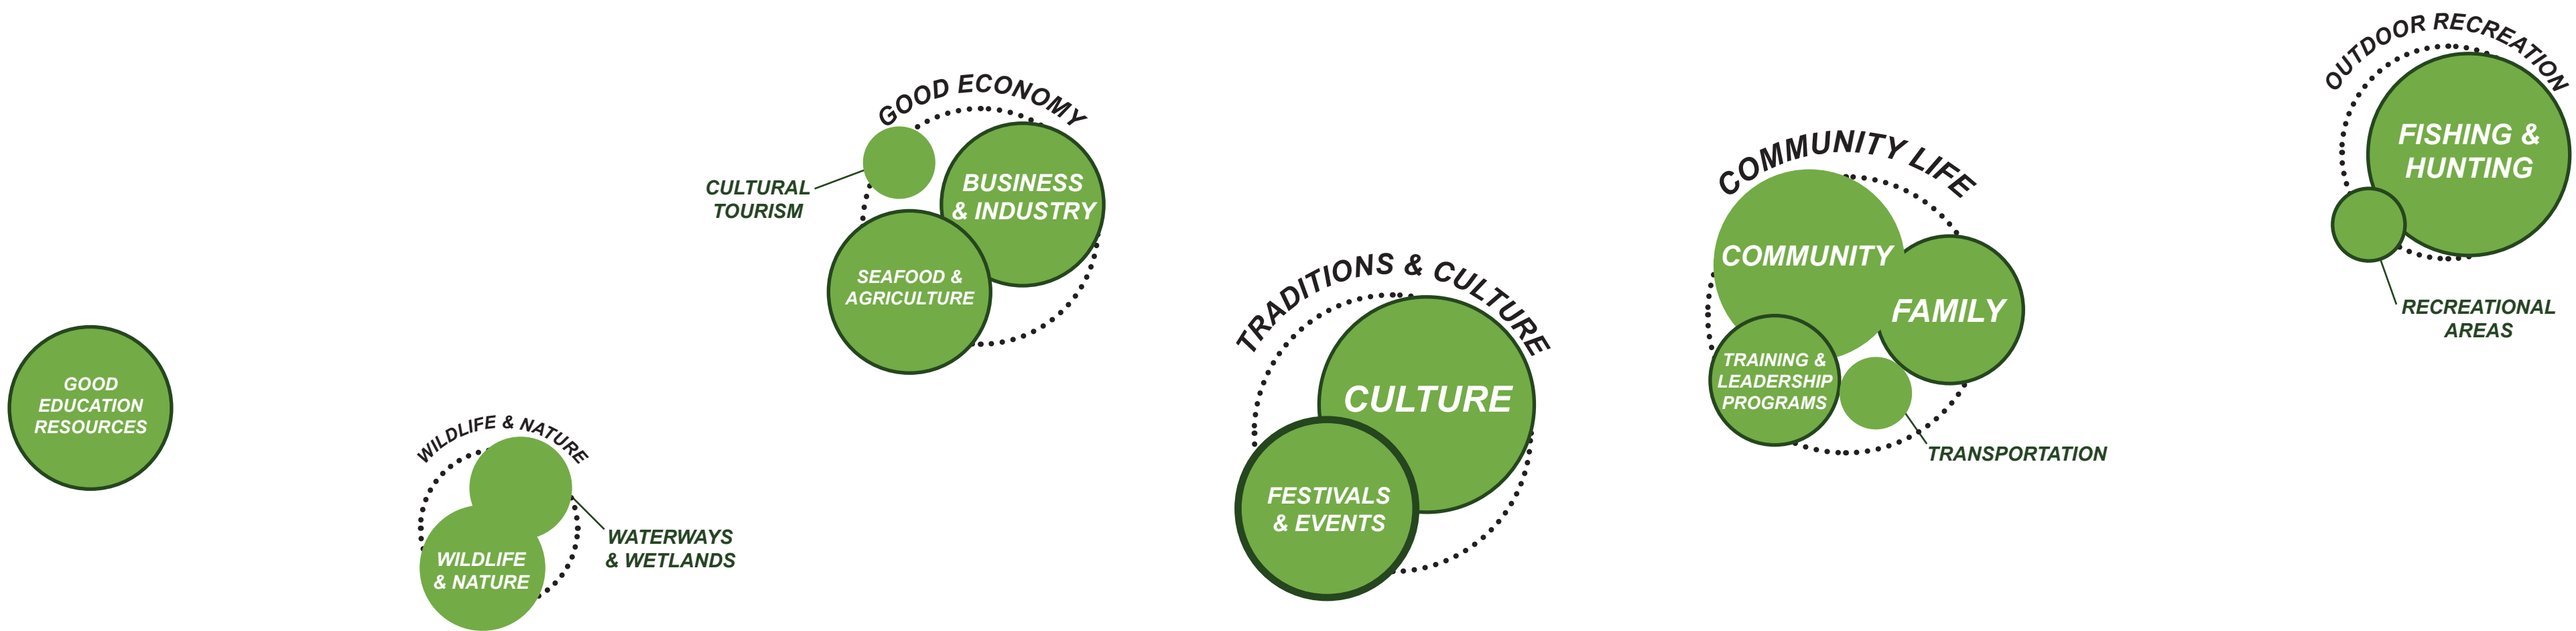 GOOD
EDUCATION
RESOURCES
WILDLIFE & NATURE
WILDLIFE
& NATURE
WATERWAYS
& WETLANDS
GOOD ECONOMY
CULTURAL
TOURISM
BUSINESS
& INDUSTRY
SEAFOOD &
AGRICULTURE
TRADITIONS & CULTURE
CULTURE
FESTIVALS
& EVENTS
COMMUNITY LIFE
COMMUNITY
FAMILY
TRAINING &
LEADERSHIP
PROGRAMS
TRANSPORTATION
OUTDOOR RECREATION
FISHING &
HUNTING
RECREATIONAL
AREAS